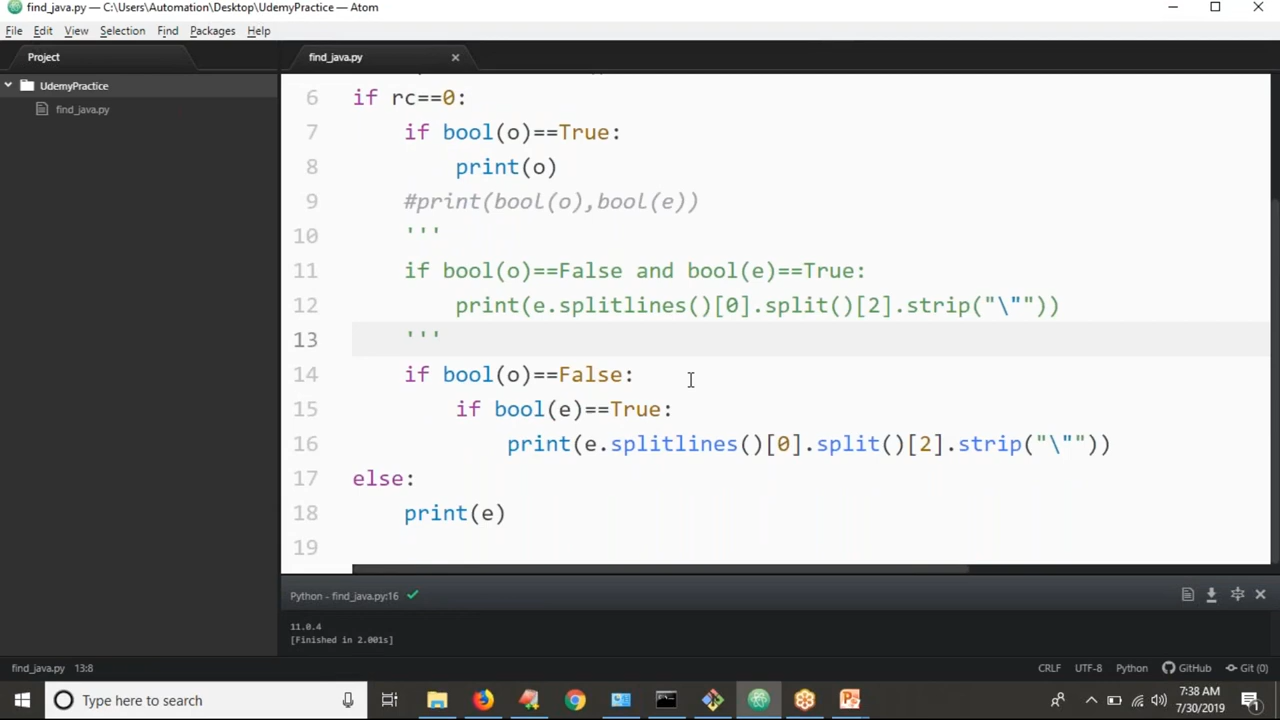 find_java.py — C:\Users\Automation\Desktop\UdemyPractice — Atom
File Edit View Selection Find Packages Help
Project
find_java.py
UdemyPractice
find_java.py
6 if rc==0:
7 if bool(o)==True:
8 print(o)
9 #print(bool(o),bool(e))
10 '''
11 if bool(o)==False and bool(e)==True:
12 print(e.splitlines()[0].split()[2].strip("\""))
13 '''
14 if bool(o)==False:
15 if bool(e)==True:
16 print(e.splitlines()[0].split()[2].strip("\""))
17 else:
18 print(e)
19
Python - find_java.py:16
11.0.4
[Finished in 2.001s]
find_java.py 13:8 CRLF UTF-8 Python GitHub Git (0)
Type here to search
7:38 AM
7/30/2019
1